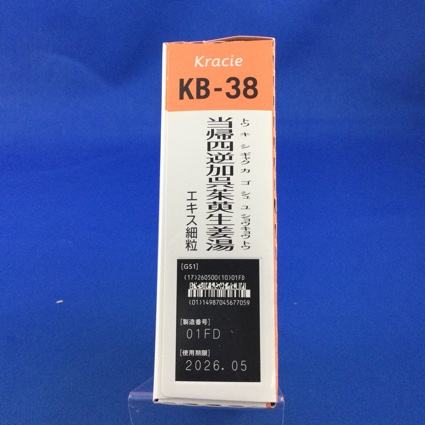 Kracie
KB-38
当帰四逆加呉茱萸生姜湯
トウキシギャクカゴシュユショウキョウトウ
エキス細粒
[GS1]
(17)260500(10)01FD
(01)14987045677059
[製造番号]
01FD
[使用期限]
2026.05